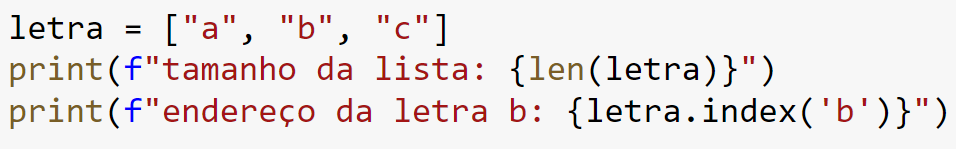 letra = ["a", "b", "c"]
print(f"tamanho da lista: {len(letra)}")
print(f"endereço da letra b: {letra.index('b')}")